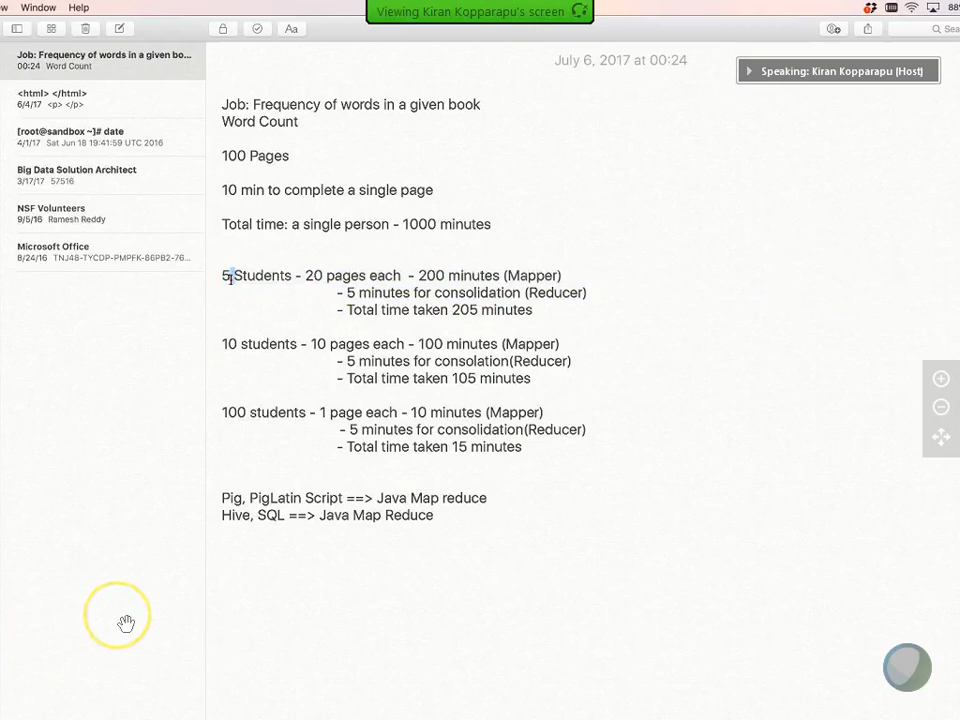 Window Help
Viewing Kiran Kopparapu's screen
Aa
Job: Frequency of words in a given bo...
00:24 Word Count
<html> </html>
6/4/17 <p> </p>
[root@sandbox ~]# date
4/1/17 Sat Jun 18 19:41:59 UTC 2016
Big Data Solution Architect
3/17/17 57516
NSF Volunteers
9/5/16 Ramesh Reddy
Microsoft Office
8/24/16 TNJ48-TYCDP-PMPFK-86PB2-76...
July 6, 2017 at 00:24
Speaking: Kiran Kopparapu [Host]
Job: Frequency of words in a given book
Word Count
100 Pages
10 min to complete a single page
Total time: a single person - 1000 minutes
5 Students - 20 pages each - 200 minutes (Mapper)
- 5 minutes for consolidation (Reducer)
- Total time taken 205 minutes
10 students - 10 pages each - 100 minutes (Mapper)
- 5 minutes for consolation(Reducer)
- Total time taken 105 minutes
100 students - 1 page each - 10 minutes (Mapper)
- 5 minutes for consolidation(Reducer)
- Total time taken 15 minutes
Pig, PigLatin Script ==> Java Map reduce
Hive, SQL ==> Java Map Reduce